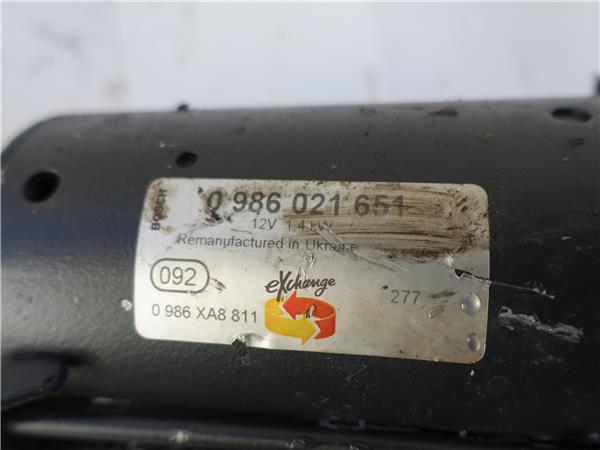 BOSCH
0 986 021 651
12V 1.4 kW
Remanufactured in Ukraine
092
eXchange
277
0 986 XA8 811